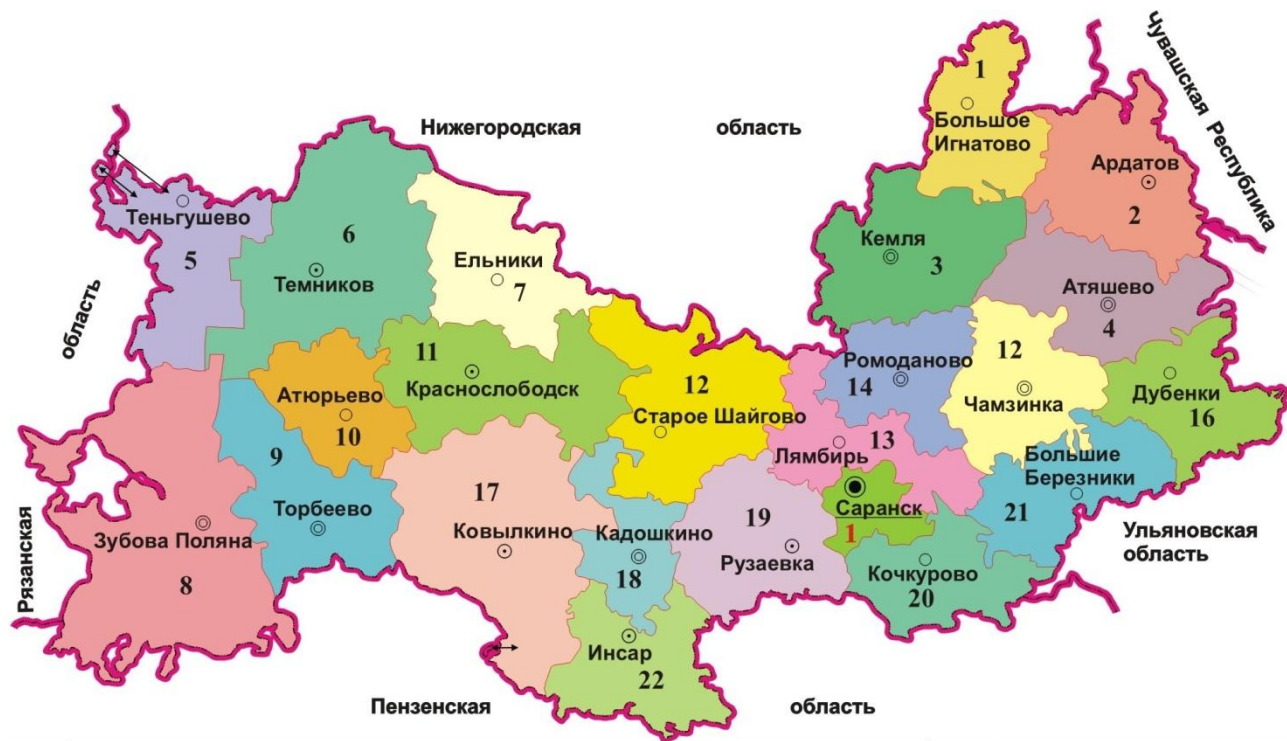 Нижегородская область
Чувашская Республика
1
Большое
Игнатово
Ардатов
2
Теньгушево
5
6
Темников
Ельники
7
Кемля
3
Атяшево
4
область
11
Краснослободск
12
Старое Шайгово
Ромоданово
14
12
Чамзинка
Дубенки
16
Атюрьево
10
9
Торбеево
13
Лямбирь
Большие
Березники
21
Саранск
1
17
Ковылкино
Кадошкино
18
19
Рузаевка
Кочкурово
20
Ульяновская
область
Рязанская
Зубова Поляна
8
Инсар
22
Пензенская область